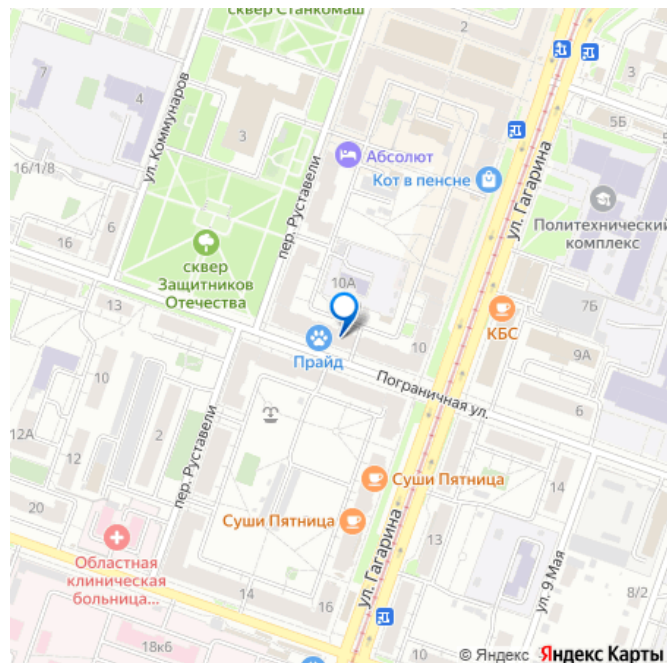 сквер Станкомаш
2
7
4
3
ул. Коммунаров
пер. Руставели
Абсолют
Кот в пенсне
ул. Гагарина
3
5Б
Политехнический
комплекс
16/1/8
6
16
сквер
Защитников
Отечества
10А
7Б
КБС
13
Прайд
10
9А
Пограничная ул.
10
6
12А
2
12
пер. Руставели
Суши Пятница
14
20
Суши Пятница
Областная
клиническая
больница...
13
ул. Гагарина
ул. 9 Мая
14
16
8/2
18к6
© Яндекс Яндекс Карты